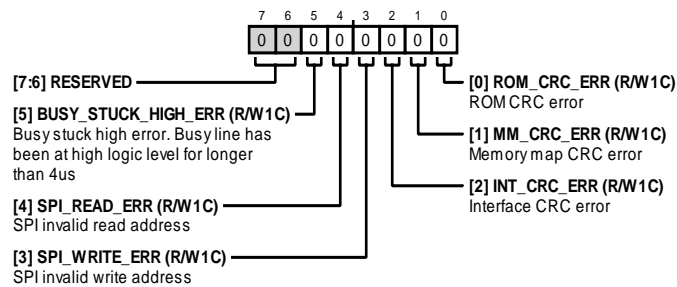 7 6 5 4 3 2 1 0
0 0 0 0 0 0 0 0
[7:6] RESERVED
[5] BUSY_STUCK_HIGH_ERR (R/W1C)
Busy stuck high error. Busy line has
been at high logic level for longer
than 4us
[4] SPI_READ_ERR (R/W1C)
SPI invalid read address
[3] SPI_WRITE_ERR (R/W1C)
SPI invalid write address
[0] ROM_CRC_ERR (R/W1C)
ROM CRC error
[1] MM_CRC_ERR (R/W1C)
Memory map CRC error
[2] INT_CRC_ERR (R/W1C)
Interface CRC error